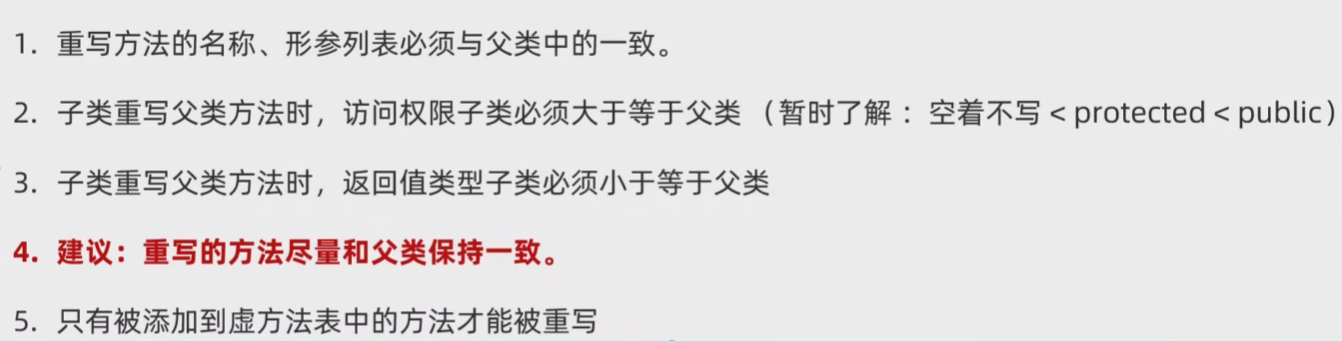 1. 重写方法的名称、形参列表必须与父类中的一致。
2. 子类重写父类方法时，访问权限子类必须大于等于父类 （暂时了解 ：空着不写 < protected < public）
3. 子类重写父类方法时，返回值类型子类必须小于等于父类
4. 建议：重写的方法尽量和父类保持一致。
5. 只有被添加到虚方法表中的方法才能被重写